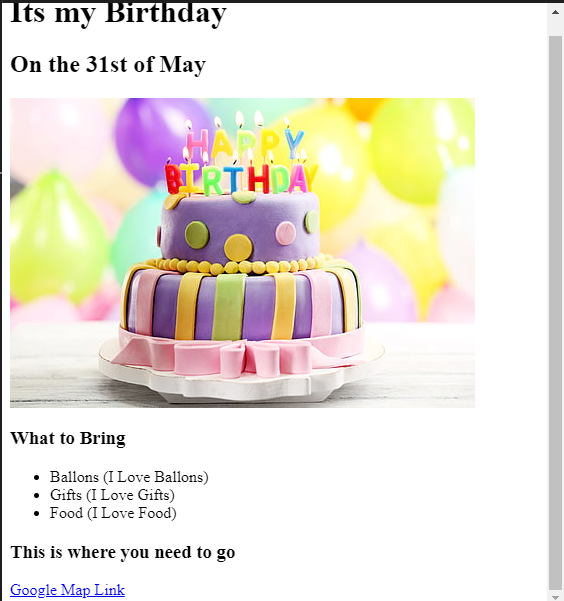 Its my Birthday
On the 31st of May
HAPPY
BIRTHDAY
What to Bring
Ballons (I Love Ballons)
Gifts (I Love Gifts)
Food (I Love Food)
This is where you need to go
Google Map Link